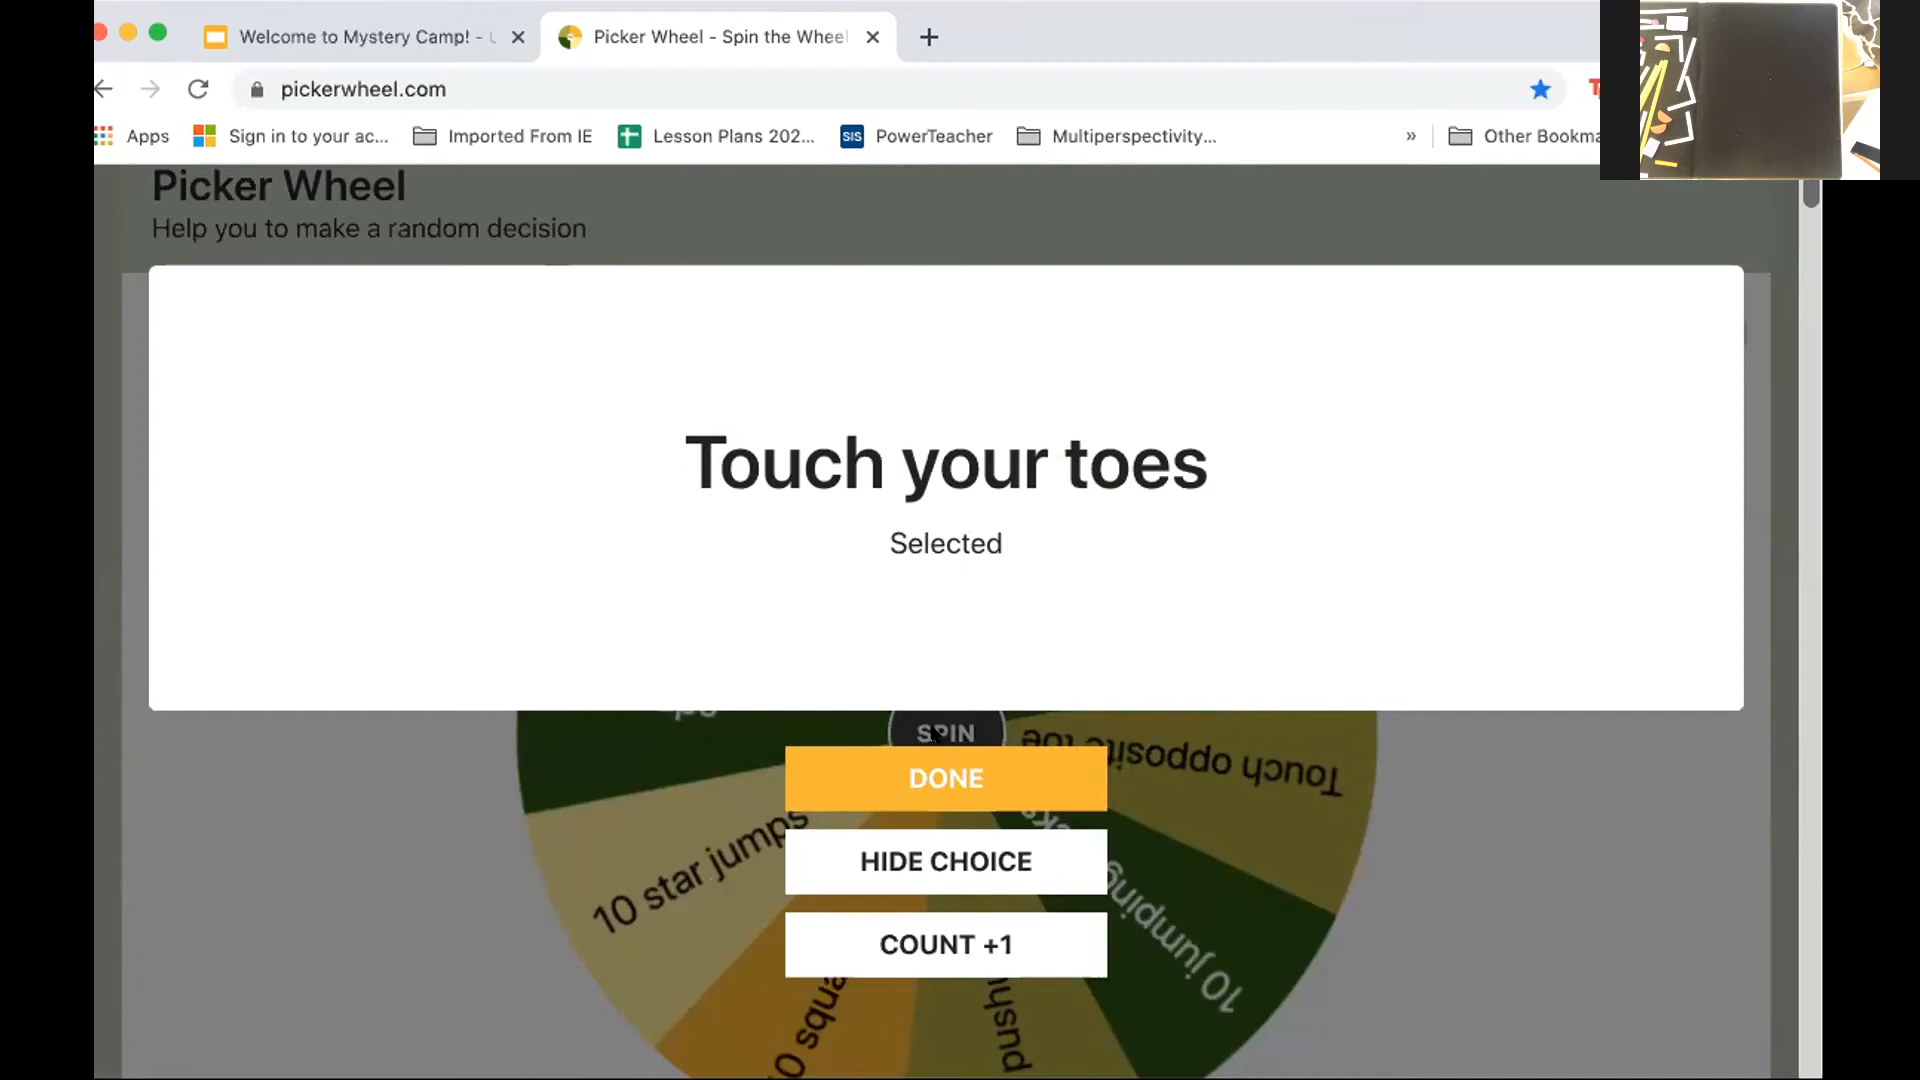 Welcome to Mystery Camp! -
Picker Wheel - Spin the Wheel
pickerwheel.com
Apps
Sign in to your ac...
Imported From IE
Lesson Plans 202...
SIS
PowerTeacher
Multiperspectivity...
»
Other Bookma
Picker Wheel
Help you to make a random decision
Touch your toes
Selected
SPIN
DONE
HIDE CHOICE
COUNT +1
Touch opposite toe
10 star jumps
10 jumping
0 squa
pushu